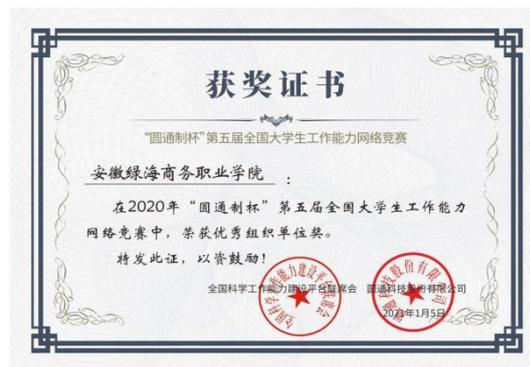 获奖证书
“圆通制杯”第五届全国大学生工作能力网络竞赛
安徽绿海商务职业学院 :
在2020年“圆通制杯”第五届全国大学生工作能力
网络竞赛中，荣获优秀组织单位奖。
特发此证，以资鼓励！
全国科学工作能力建设平台联席会 圆通科技股份有限公司
2021年1月5日